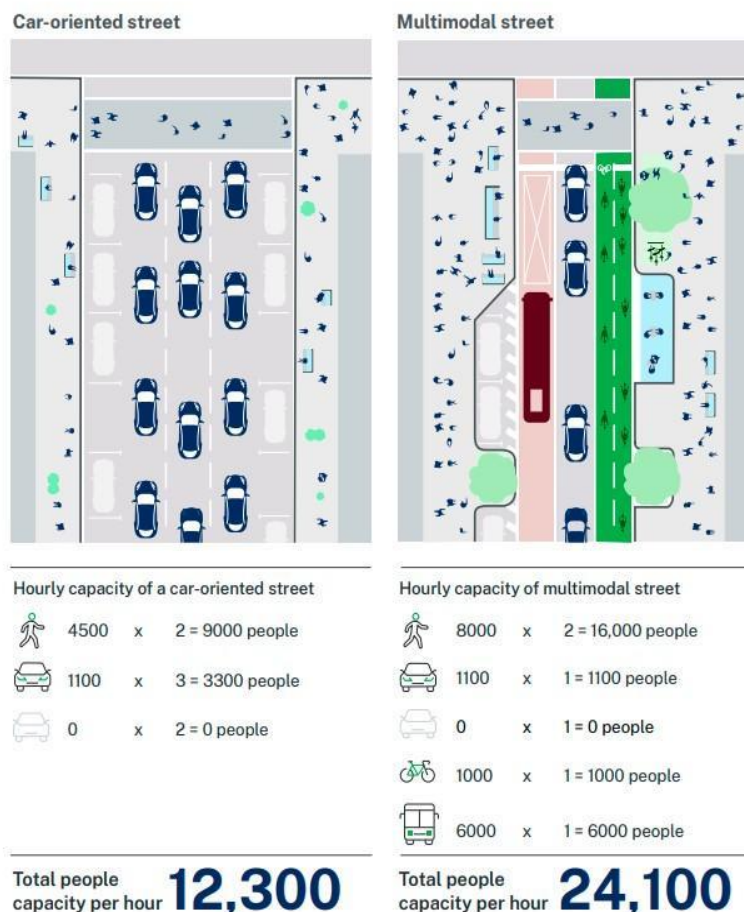 Car-oriented street
Multimodal street
Hourly capacity of a car-oriented street
4500 x 2 = 9000 people
1100 x 3 = 3300 people
0 x 2 = 0 people
Total people
capacity per hour 12,300
Hourly capacity of multimodal street
8000 x 2 = 16,000 people
1100 x 1 = 1100 people
0 x 1 = 0 people
1000 x 1 = 1000 people
6000 x 1 = 6000 people
Total people
capacity per hour 24,100